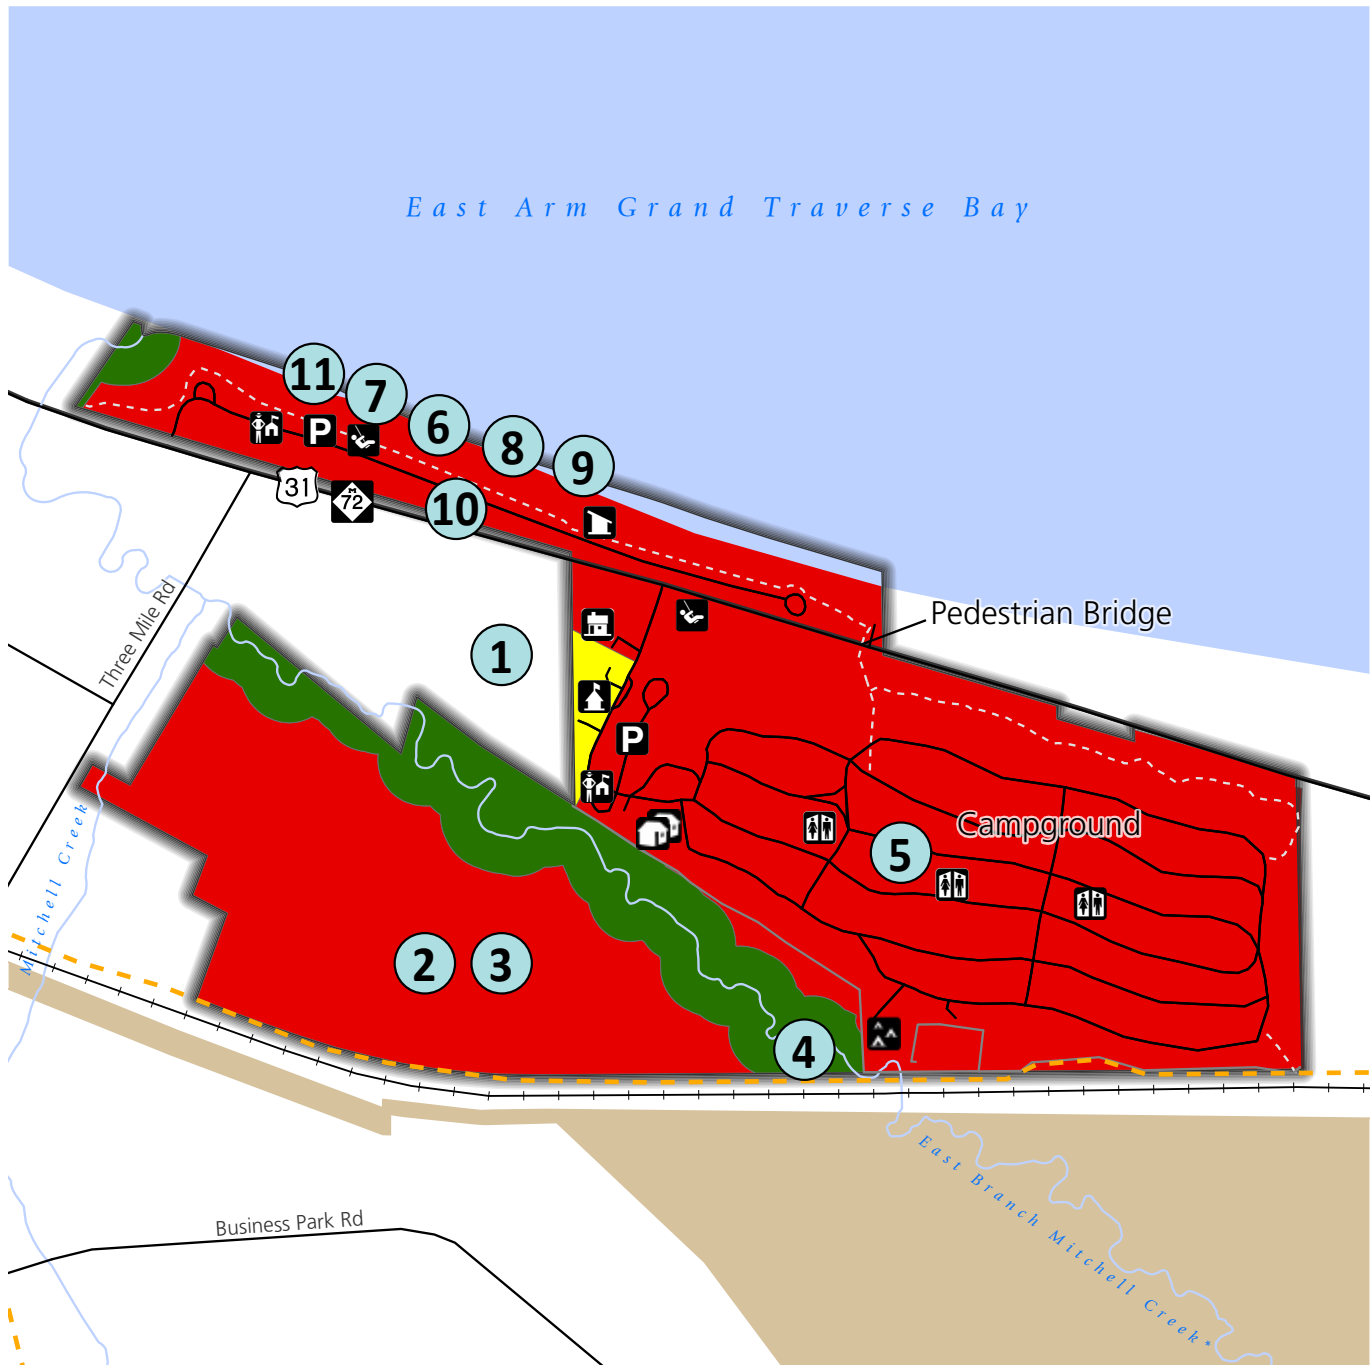 East Arm Grand Traverse Bay
11
7
6
8
9
P
31
M
72
10
Pedestrian Bridge
Three Mile Rd
1
P
Campground
5
Mitchell Creek
2
3
4
East Branch Mitchell Creek*
Business Park Rd